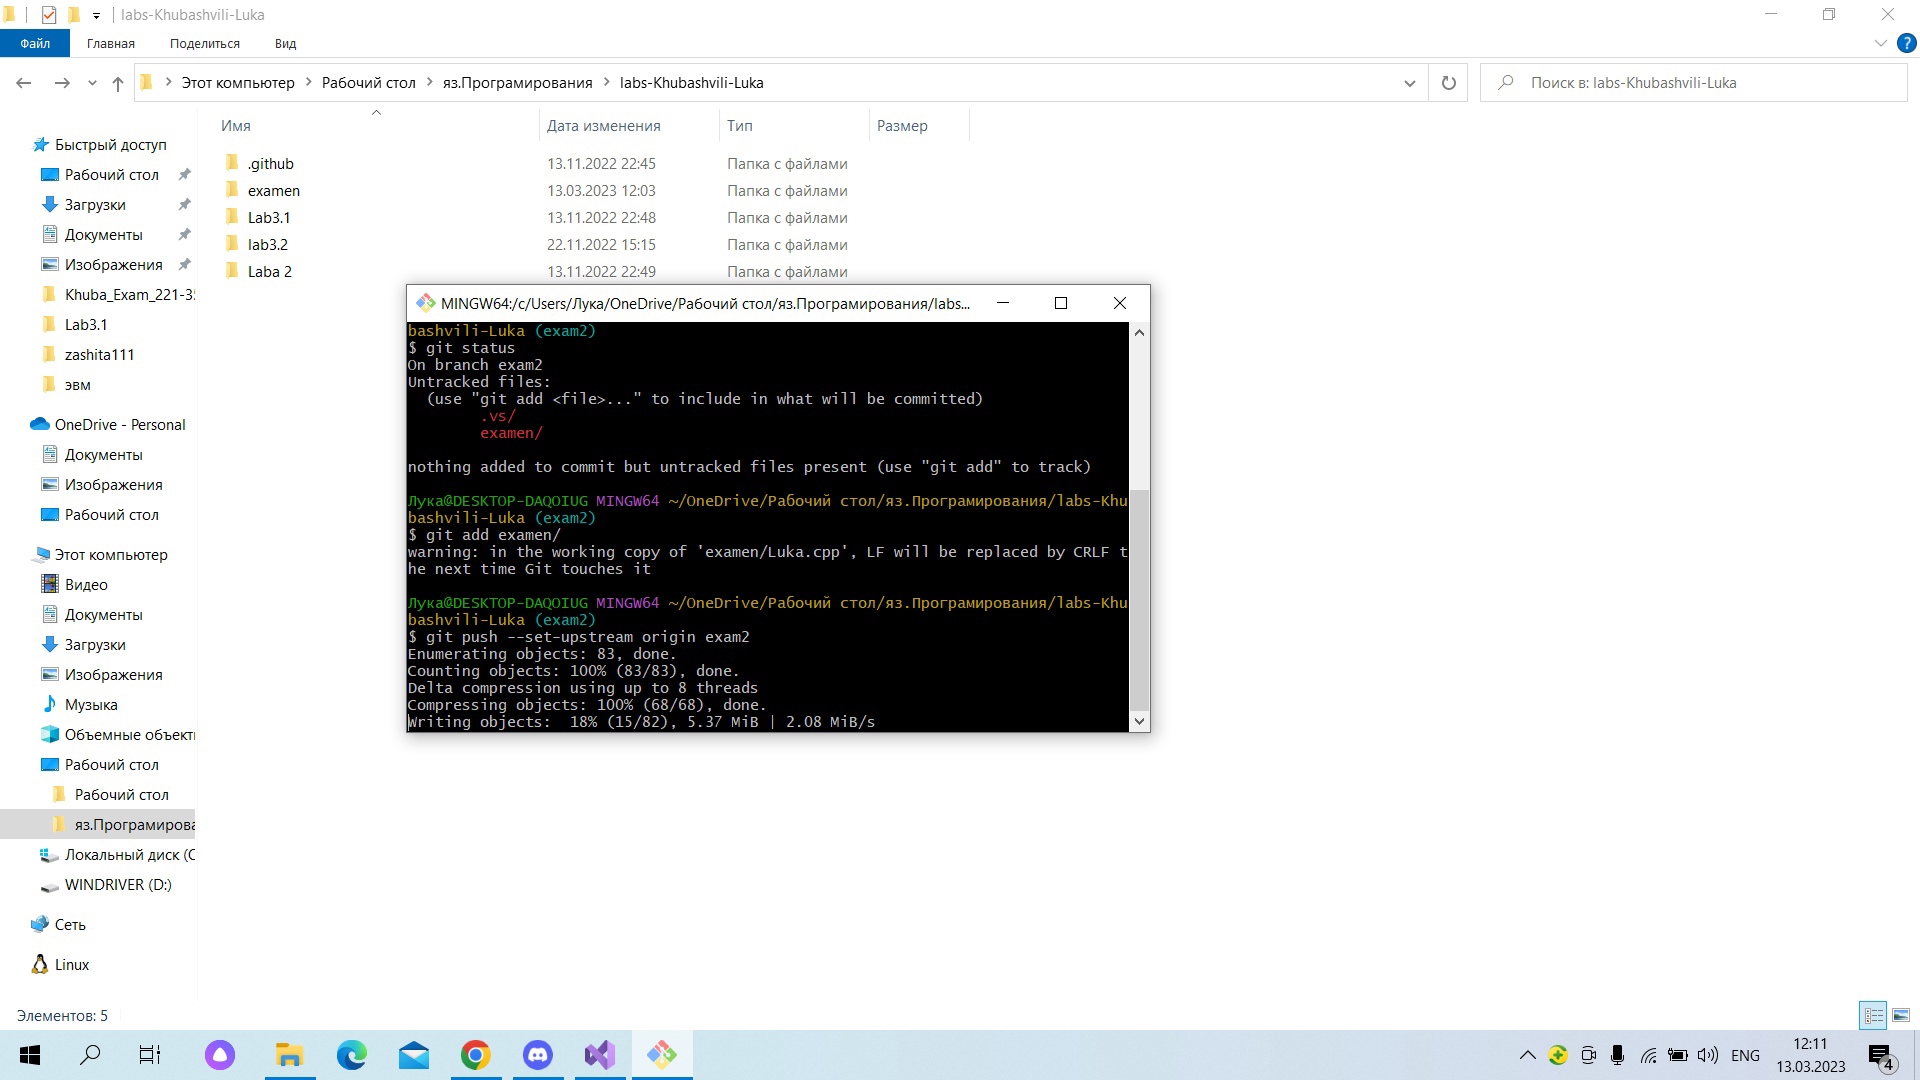 labs-Khubashvili-Luka
Файл
Главная
Поделиться
Вид
Этот компьютер
Рабочий стол
яз.Програмирования
labs-Khubashvili-Luka
Поиск в: labs-Khubashvili-Luka
Имя
Дата изменения
Тип
Размер
.github
13.11.2022 22:45
Папка с файлами
examen
13.03.2023 12:03
Папка с файлами
Lab3.1
13.11.2022 22:48
Папка с файлами
lab3.2
22.11.2022 15:15
Папка с файлами
Laba 2
13.11.2022 22:49
Папка с файлами
Быстрый доступ
Рабочий стол
Загрузки
Документы
Изображения
Khuba_Exam_221-35
Lab3.1
zashita111
эвм
OneDrive - Personal
Документы
Изображения
Рабочий стол
Этот компьютер
Видео
Документы
Загрузки
Изображения
Музыка
Объемные объект
Рабочий стол
Рабочий стол
яз.Програмирова
Локальный диск (C
WINDRIVER (D:)
Сеть
Linux
Элементов: 5
MINGW64:/c/Users/Лука/OneDrive/Рабочий стол/яз.Програмирования/labs...
bashvili-Luka (exam2)
$ git status
On branch exam2
Untracked files:
(use "git add <file>..." to include in what will be committed)
.vs/
examen/
nothing added to commit but untracked files present (use "git add" to track)
Лука@DESKTOP-DAQOIUG MINGW64 ~/OneDrive/Рабочий стол/яз.Програмирования/labs-Khu
bashvili-Luka (exam2)
$ git add examen/
warning: in the working copy of 'examen/Luka.cpp', LF will be replaced by CRLF t
he next time Git touches it
Лука@DESKTOP-DAQOIUG MINGW64 ~/OneDrive/Рабочий стол/яз.Програмирования/labs-Khu
bashvili-Luka (exam2)
$ git push --set-upstream origin exam2
Enumerating objects: 83, done.
Counting objects: 100% (83/83), done.
Delta compression using up to 8 threads
Compressing objects: 100% (68/68), done.
Writing objects:  18% (15/82), 5.37 MiB | 2.08 MiB/s
ENG
12:11
13.03.2023
4